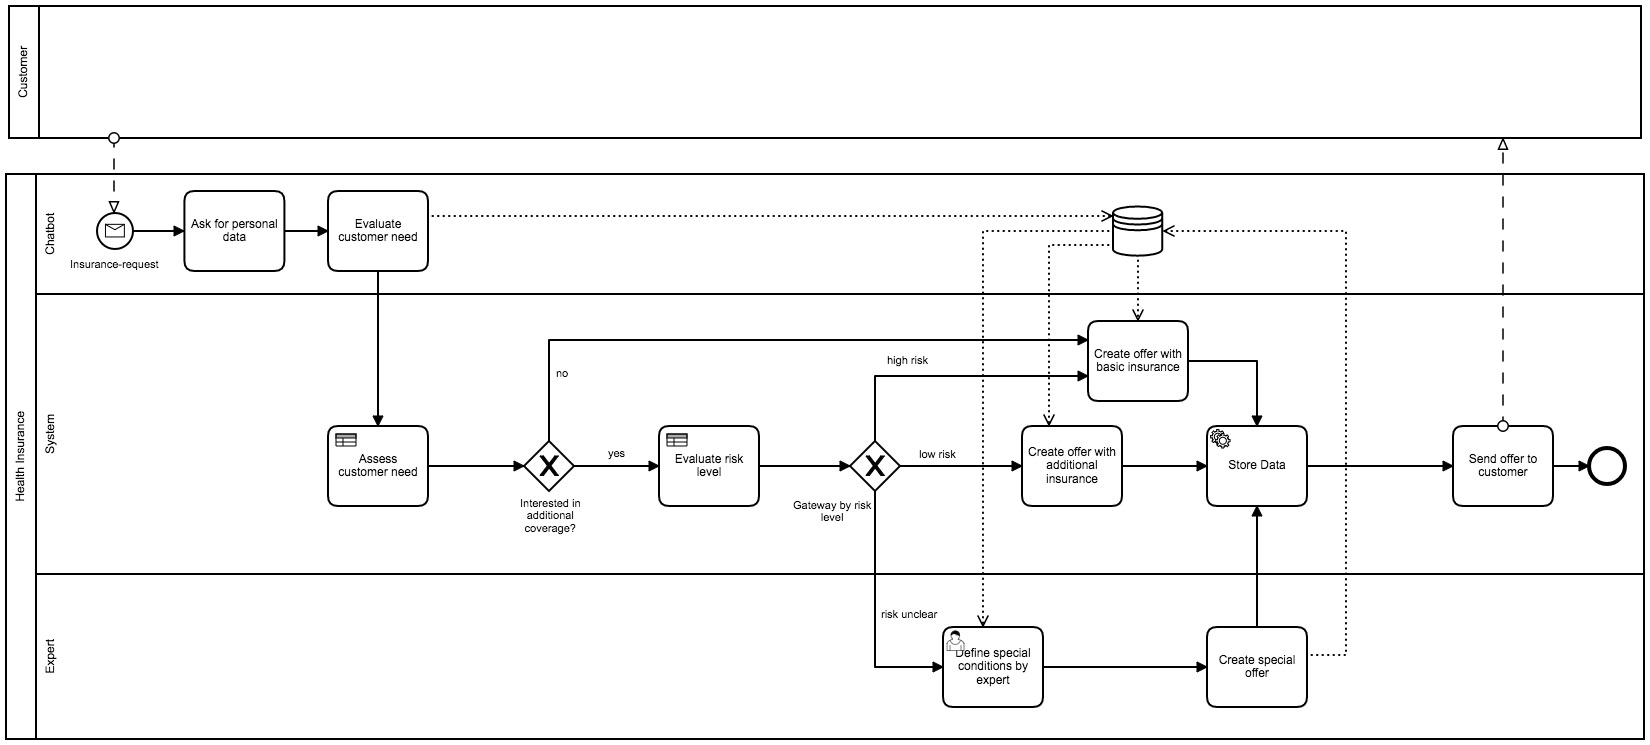 Customer
Health Insurance
Chatbot
Insurance-request
Ask for personal
data
Evaluate
customer need
System
Assess
customer need
no
Interested in
additional
coverage?
yes
Evaluate risk
level
high risk
low risk
Gateway by risk
level
Create offer with
basic insurance
Create offer with
additional
insurance
Store Data
Send offer to
customer
Expert
risk unclear
Define special
conditions by
expert
Create special
offer